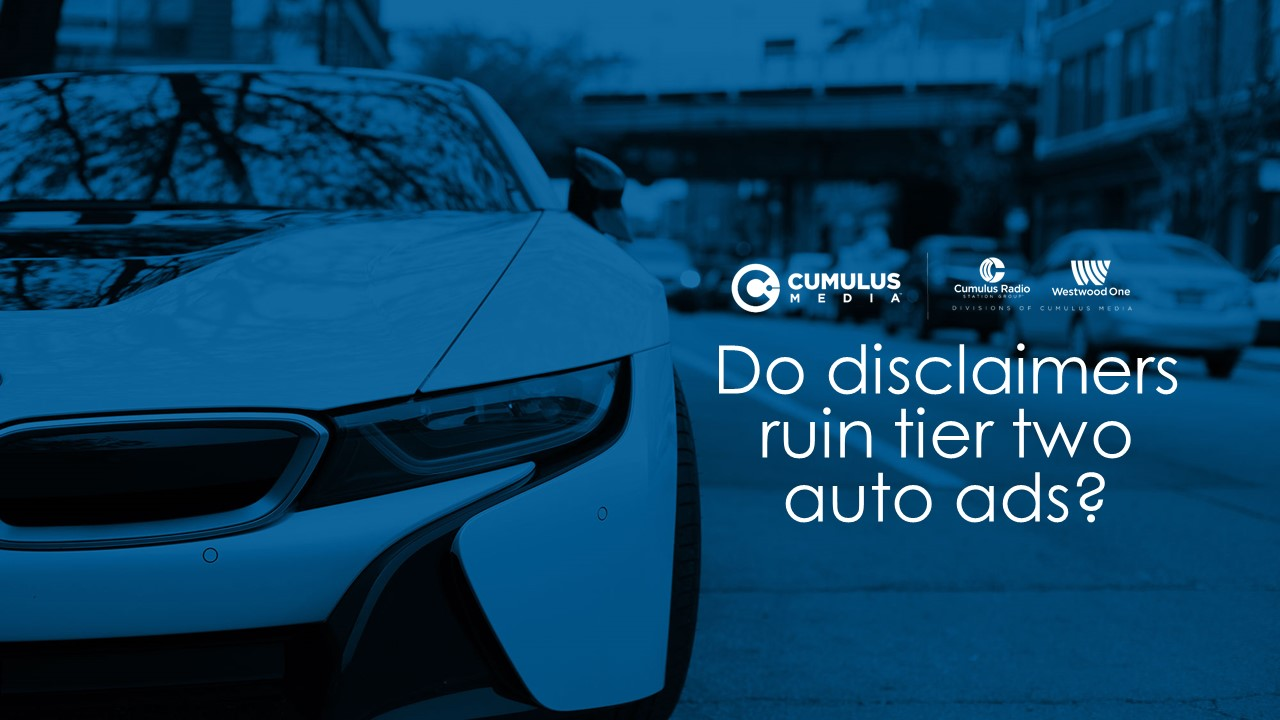 CUMULUS
MEDIA
Cumulus Radio
STATION GROUP
Westwood One
DIVISIONS OF CUMULUS MEDIA
Do disclaimers
ruin tier two
auto ads?